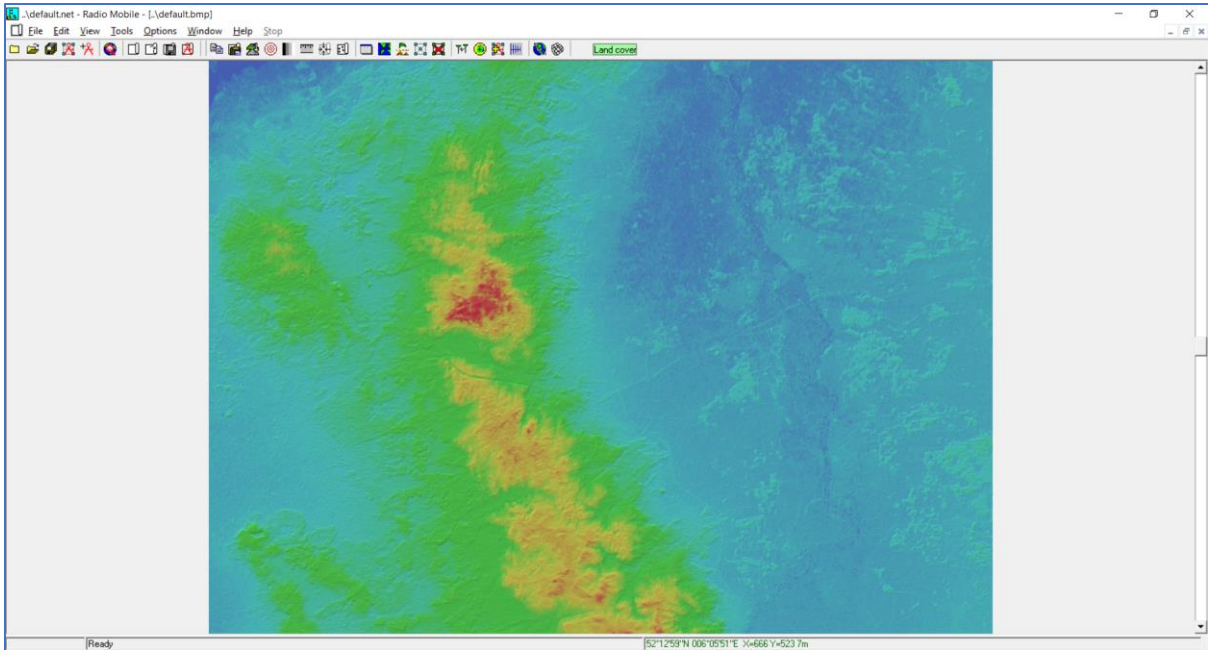 ..\default.net - Radio Mobile - [..\default.bmp]
File Edit View Tools Options Window Help Stop
Land cover
Ready
52°12'59"N 006°05'51"E X=666 Y=523 7m